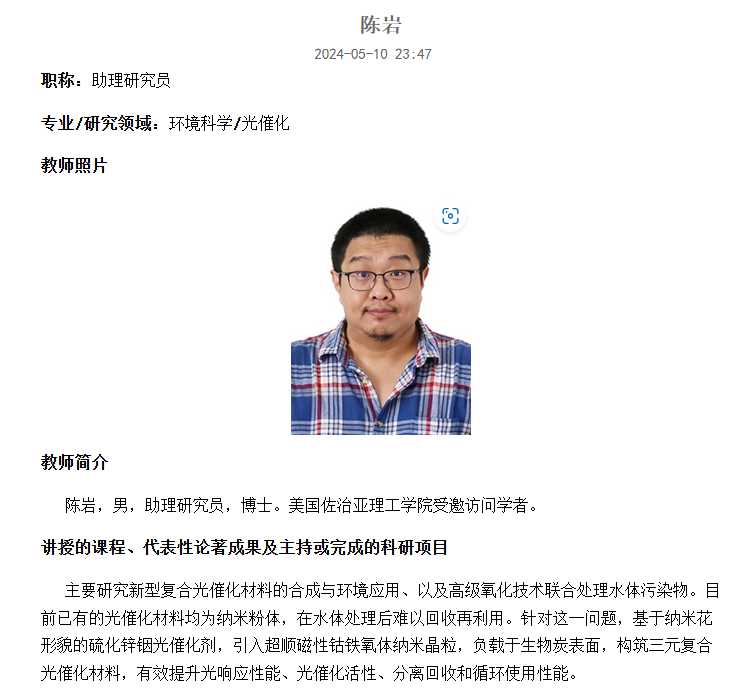 陈岩
2024-05-10 23:47
职称：助理研究员
专业/研究领域：环境科学/光催化
教师照片
教师简介
陈岩，男，助理研究员，博士。美国佐治亚理工学院受邀访问学者。
讲授的课程、代表性论著成果及主持或完成的科研项目
主要研究新型复合光催化材料的合成与环境应用、以及高级氧化技术联合处理水体污染物。目
前已有的光催化材料均为纳米粉体，在水体处理后难以回收再利用。针对这一问题，基于纳米花
形貌的硫化锌铟光催化剂，引入超顺磁性钴铁氧体纳米晶粒，负载于生物炭表面，构筑三元复合
光催化材料，有效提升光响应性能、光催化活性、分离回收和循环使用性能。